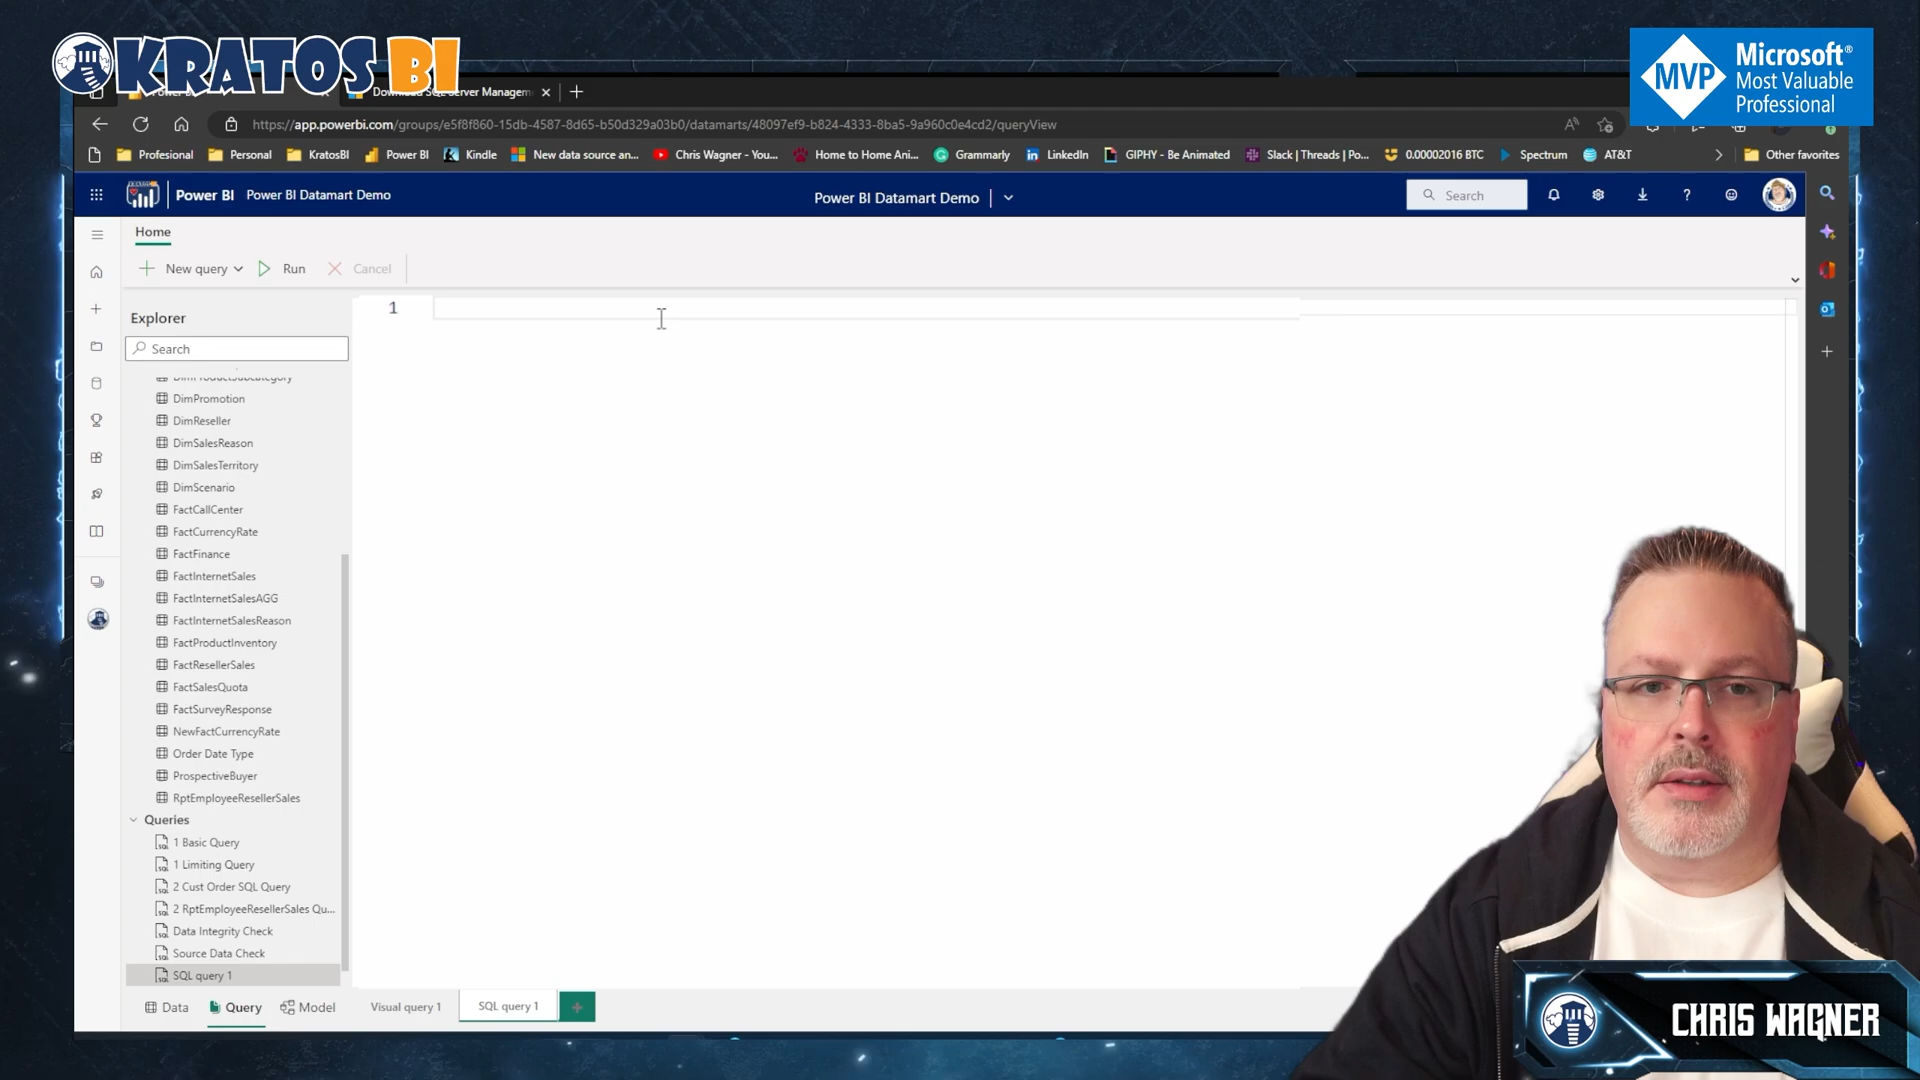 KRATOS BI
Microsoft®
MVP
Most Valuable
Professional
Download SQL Server Managem
https://app.powerbi.com/groups/e5f8f860-15db-4587-8d65-b50d329a03b0/datamarts/48097ef9-b824-4333-8ba5-9a960c0e4cd2/queryView
Profesional
Personal
KratosBI
Power BI
Kindle
New data source an...
Chris Wagner - You...
Home to Home Ani...
Grammarly
LinkedIn
GIPHY - Be Animated
Slack | Threads | Po...
0.00002016 BTC
Spectrum
AT&T
Other favorites
Power BI
Power BI Datamart Demo
Power BI Datamart Demo
Search
Home
New query
Run
Cancel
Explorer
Search
1
DimProductSubcategory
DimPromotion
DimReseller
DimSalesReason
DimSalesTerritory
DimScenario
FactCallCenter
FactCurrencyRate
FactFinance
FactInternetSales
FactInternetSalesAGG
FactInternetSalesReason
FactProductInventory
FactResellerSales
FactSalesQuota
FactSurveyResponse
NewFactCurrencyRate
Order Date Type
ProspectiveBuyer
RptEmployeeResellerSales
Queries
1 Basic Query
1 Limiting Query
2 Cust Order SQL Query
2 RptEmployeeResellerSales Qu...
Data Integrity Check
Source Data Check
SQL query 1
Data
Query
Model
Visual query 1
SQL query 1
CHRIS WAGNER